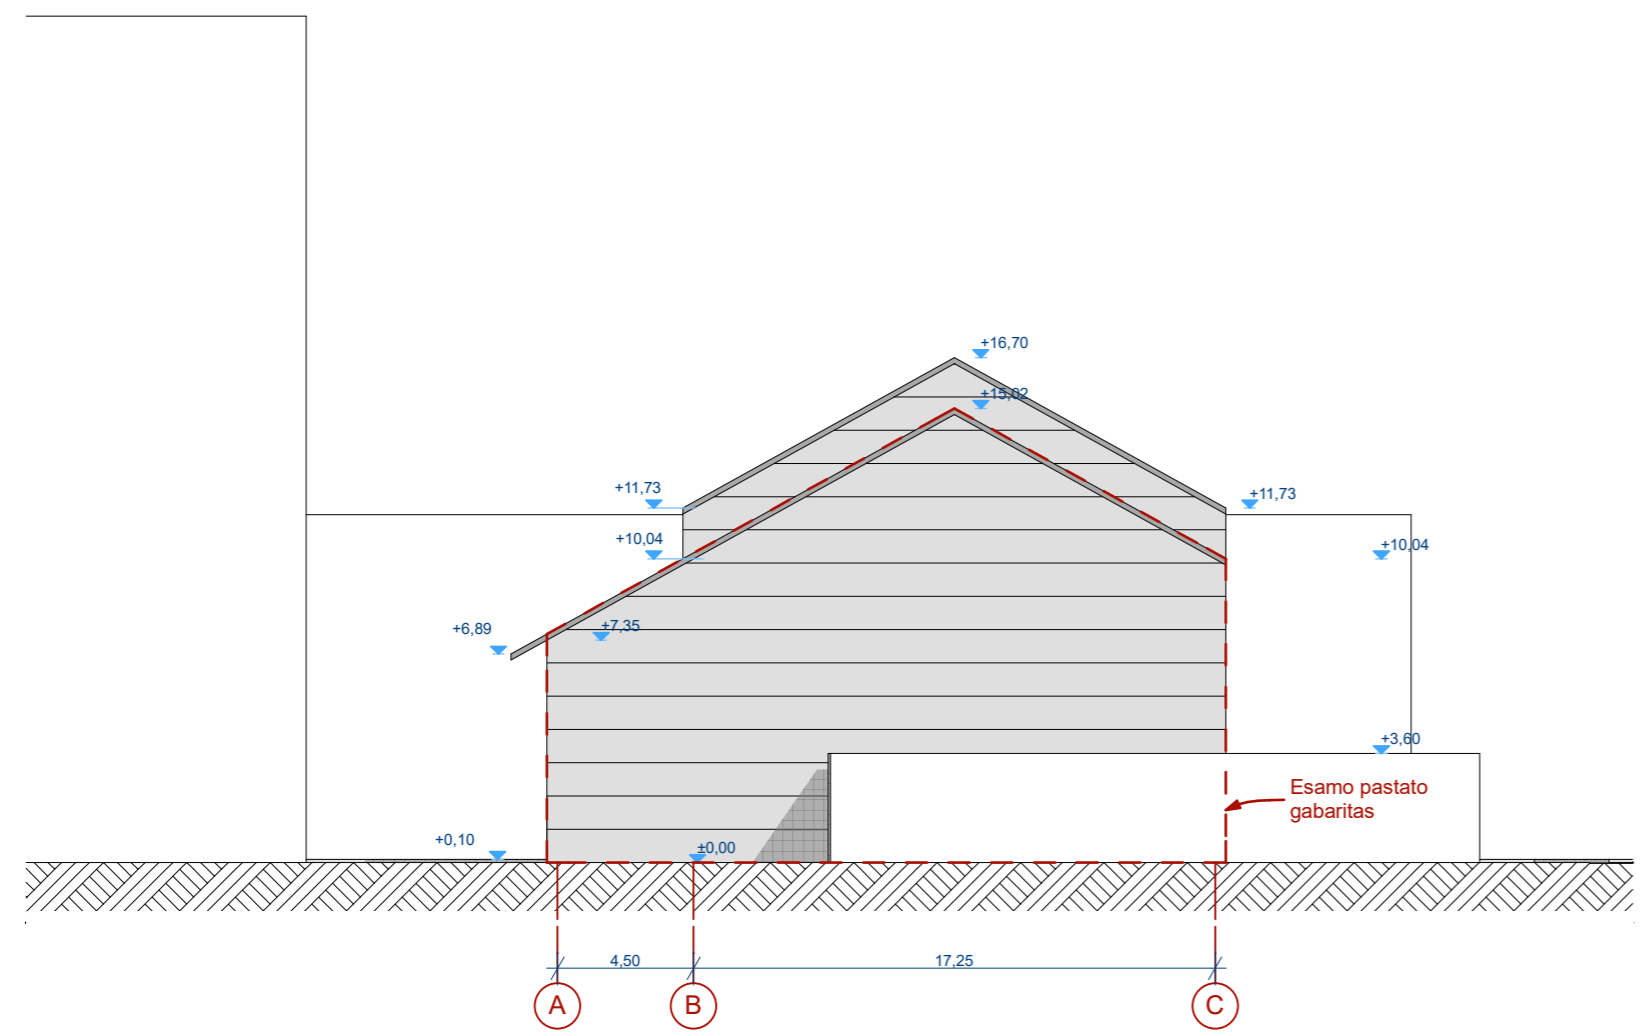 +16,70
+15,02
+11,73
+11,73
+10,04
+10,04
+6,89
+7,35
+3,60
Esamo pastato
gabaritas
+0,10
±0,00
4,50
17,25
A
B
C